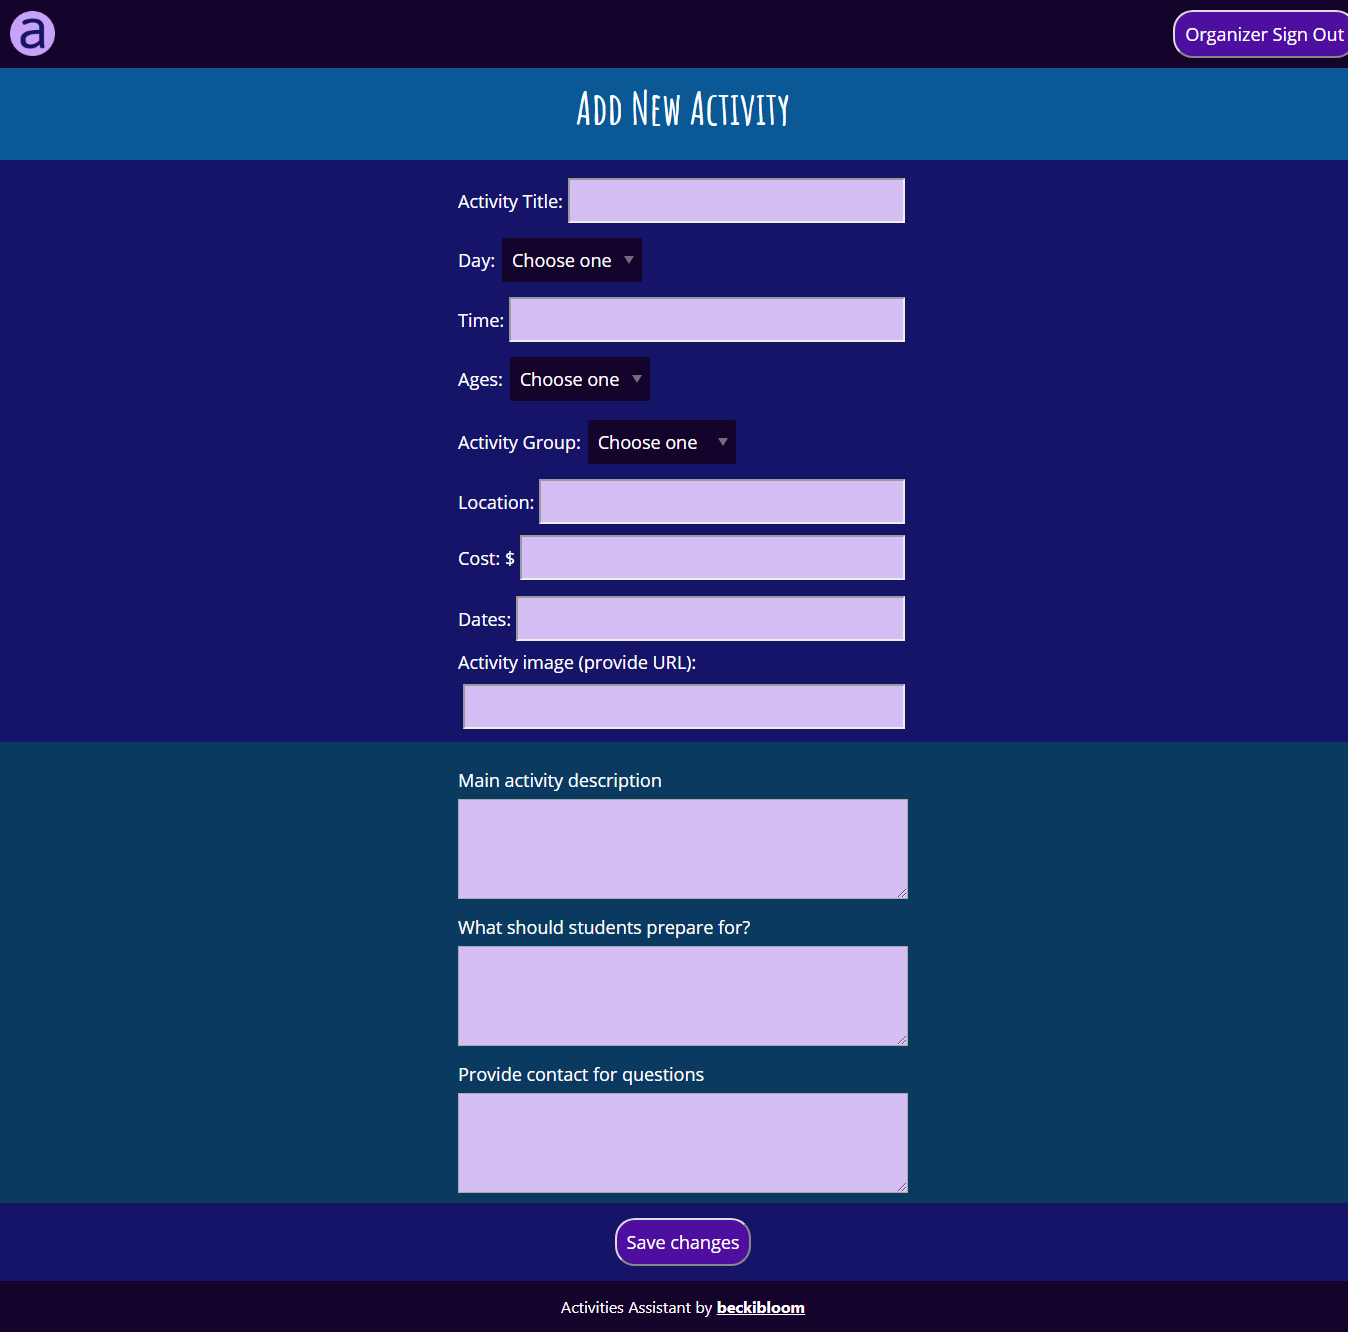 a
Organizer Sign Out
Add New Activity
Activity Title:
Day: Choose one
Time:
Ages: Choose one
Activity Group: Choose one
Location:
Cost: $
Dates:
Activity image (provide URL):
Main activity description
What should students prepare for?
Provide contact for questions
Save changes
Activities Assistant by beckibloom